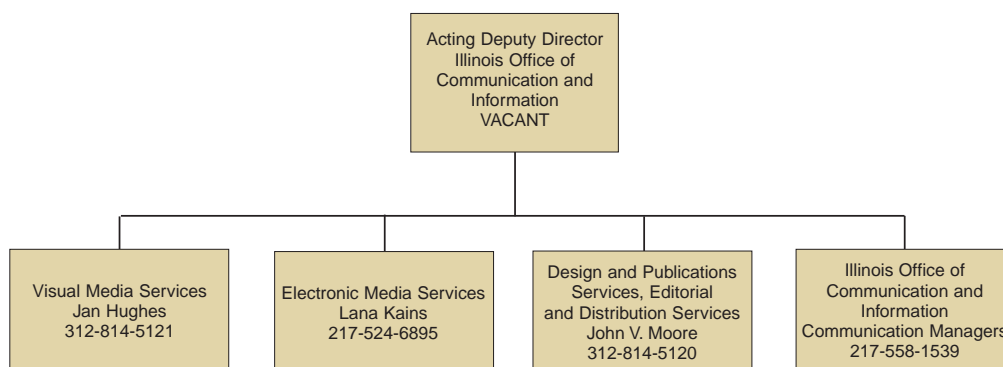 Acting Deputy Director
Illinois Office of
Communication and
Information
VACANT
Visual Media Services
Jan Hughes
312-814-5121
Electronic Media Services
Lana Kains
217-524-6895
Design and Publications
Services, Editorial
and Distribution Services
John V. Moore
312-814-5120
Illinois Office of
Communication and
Information
Communication Managers
217-558-1539